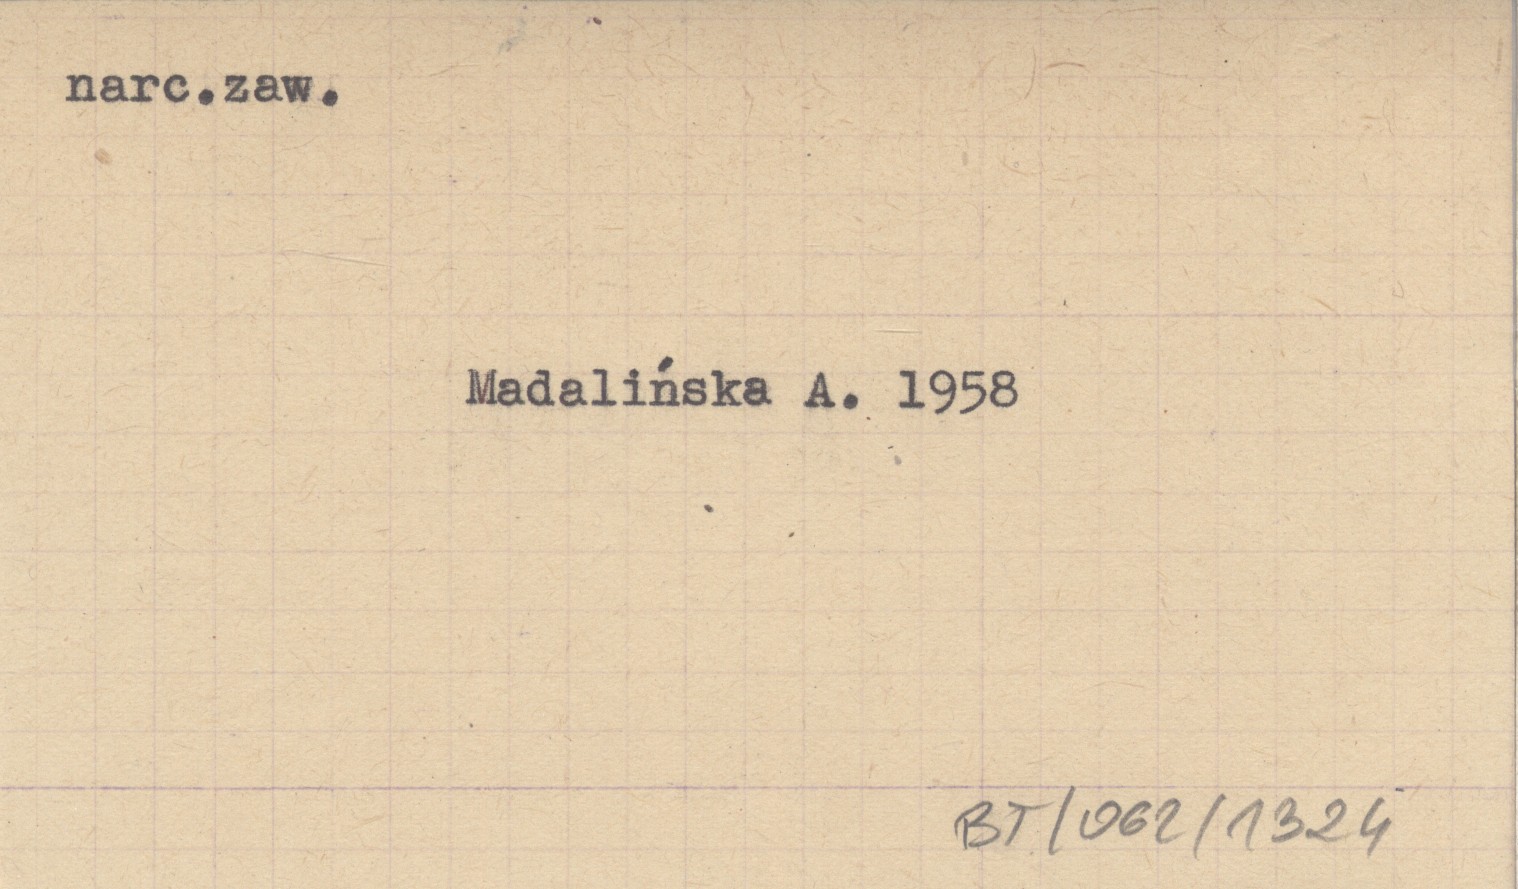 narc.zaw.
Madalińska A. 1958
BT/062/1324